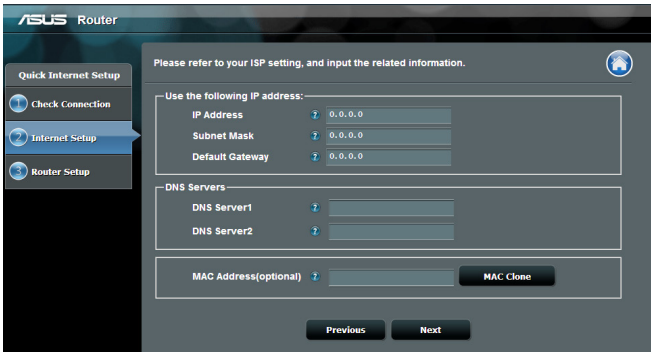 ASUS Router
Quick Internet Setup
1 Check Connection
2 Internet Setup
3 Router Setup
Please refer to your ISP setting, and input the related information.
Use the following IP address:
IP Address ? 0.0.0.0
Subnet Mask ? 0.0.0.0
Default Gateway ? 0.0.0.0
DNS Servers
DNS Server1 ?
DNS Server2 ?
MAC Address(optional) ? MAC Clone
Previous Next